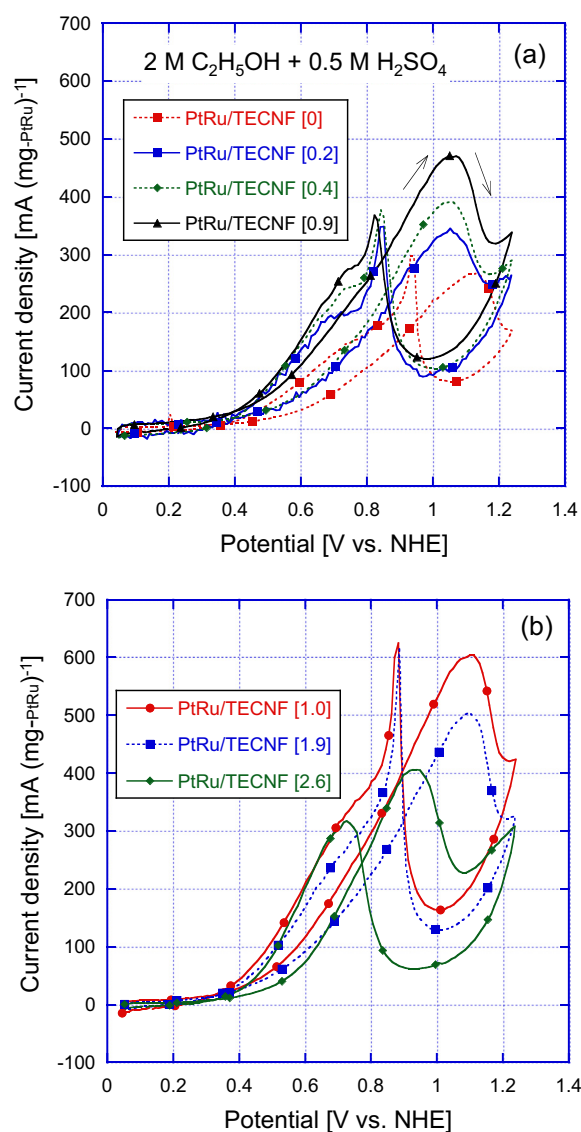 (a)
2 M C₂H₅OH + 0.5 M H₂SO₄
PtRu/TECNF [0]
PtRu/TECNF [0.2]
PtRu/TECNF [0.4]
PtRu/TECNF [0.9]
Current density [mA (mg-PtRu)⁻¹]
700
600
500
400
300
200
100
0
-100
0 0.2 0.4 0.6 0.8 1 1.2 1.4
Potential [V vs. NHE]
(b)
PtRu/TECNF [1.0]
PtRu/TECNF [1.9]
PtRu/TECNF [2.6]
Current density [mA (mg-PtRu)⁻¹]
700
600
500
400
300
200
100
0
-100
0 0.2 0.4 0.6 0.8 1 1.2 1.4
Potential [V vs. NHE]